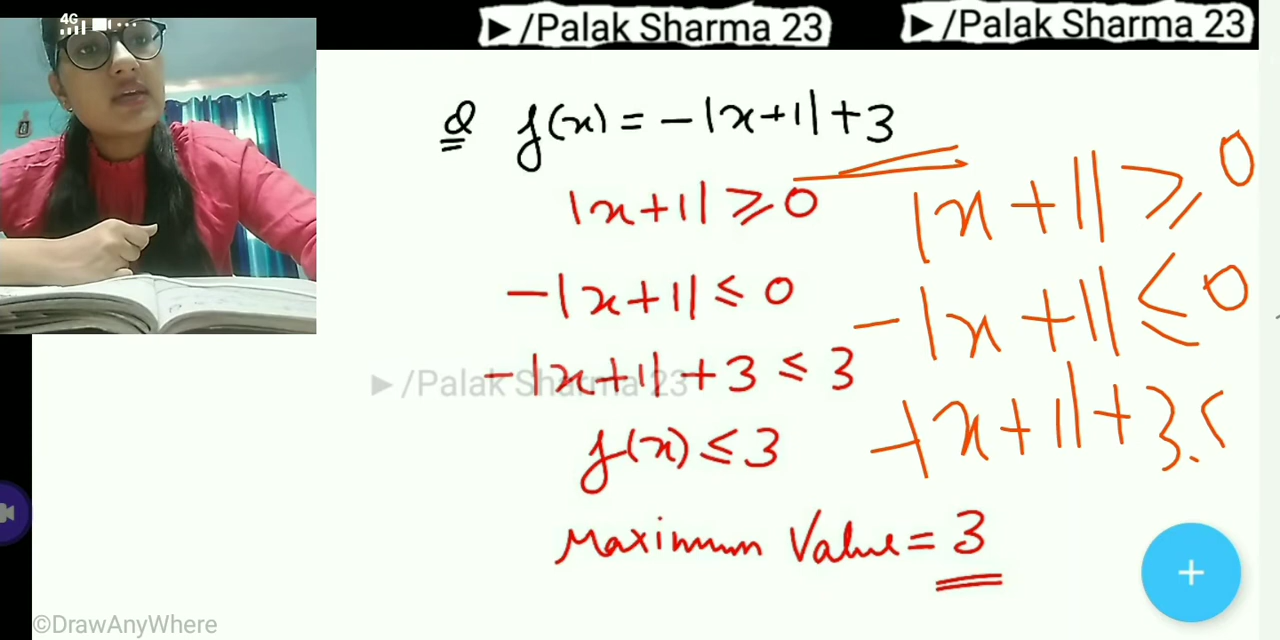 4G
▶/Palak Sharma 23 ▶/Palak Sharma 23
Q f(x) = -|x+1| +3
|x+1| ⩾ 0
-|x+1| ≤ 0
-|x+1| +3 ≤ 3
▶/Palak Sharma 23
f(x) ≤ 3
Maximum Value = 3
|x+1| ⩾ 0
-|x+1| ≤ 0
-|x+1| +3
©DrawAnyWhere